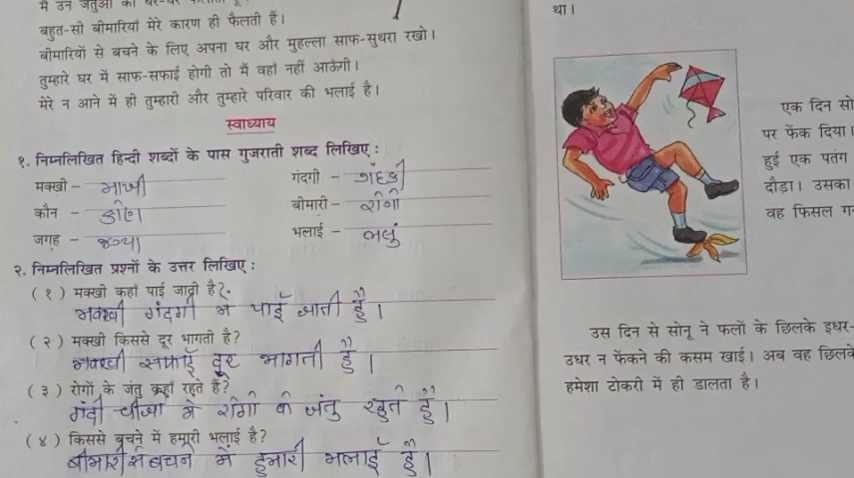 बहुत-सी बीमारियाँ मेरे कारण ही फैलती हैं।
बीमारियों से बचने के लिए अपना घर और मुहल्ला साफ-सुथरा रखो।
तुम्हारे घर में साफ-सफाई होगी तो मैं वहाँ नहीं आऊँगी।
मेरे न आने में ही तुम्हारी और तुम्हारे परिवार की भलाई है।
स्वाध्याय
१. निम्नलिखित हिन्दी शब्दों के पास गुजराती शब्द लिखिए :
मक्खी - માખી गंदगी - ગંદકી
कौन - કોણ बीमारी - રોગી
जगह - જગ્યા भलाई - ભલું
२. निम्नलिखित प्रश्नों के उत्तर लिखिए :
( १ ) मक्खी कहाँ पाई जाती है?
मक्खी गंदगी में पाई जाती है।
( २ ) मक्खी किससे दूर भागती है?
मक्खी सफाई दूर भागती है।
( ३ ) रोगों के जंतु कहाँ रहते हैं?
गंदी चीजो में रोगो के जंतु रहते है।
( ४ ) किससे बचने में हमारी भलाई है?
बीमारी से बचने में हमारी भलाई है।
था।
एक दिन सो
पर फेंक दिया।
हुई एक पतंग
दौड़ा। उसका
वह फिसल
उस दिन से सोनू ने फलों के छिलके इधर-
उधर न फेंकने की कसम खाई। अब वह छिलके
हमेशा टोकरी में ही डालता है।